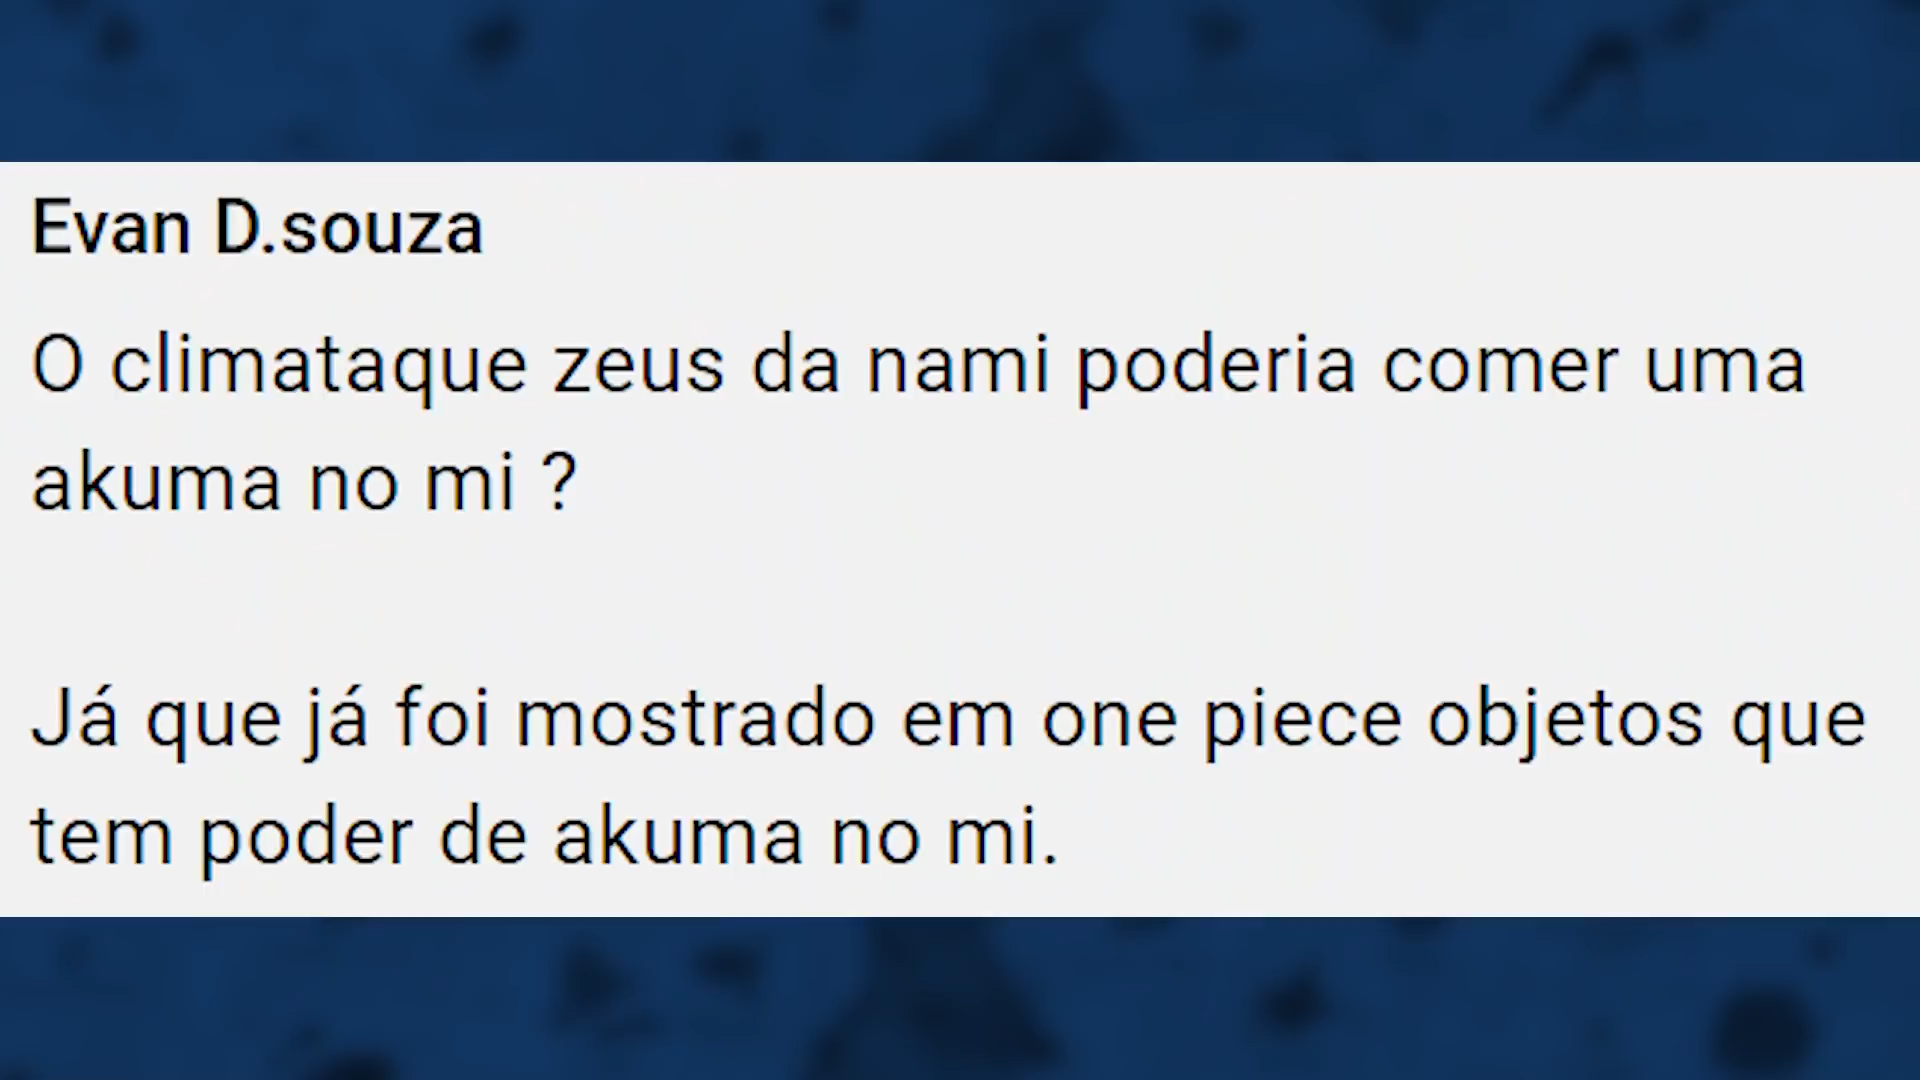 Evan D.souza
O climataque zeus da nami poderia comer uma
akuma no mi ?
Já que já foi mostrado em one piece objetos que
tem poder de akuma no mi.